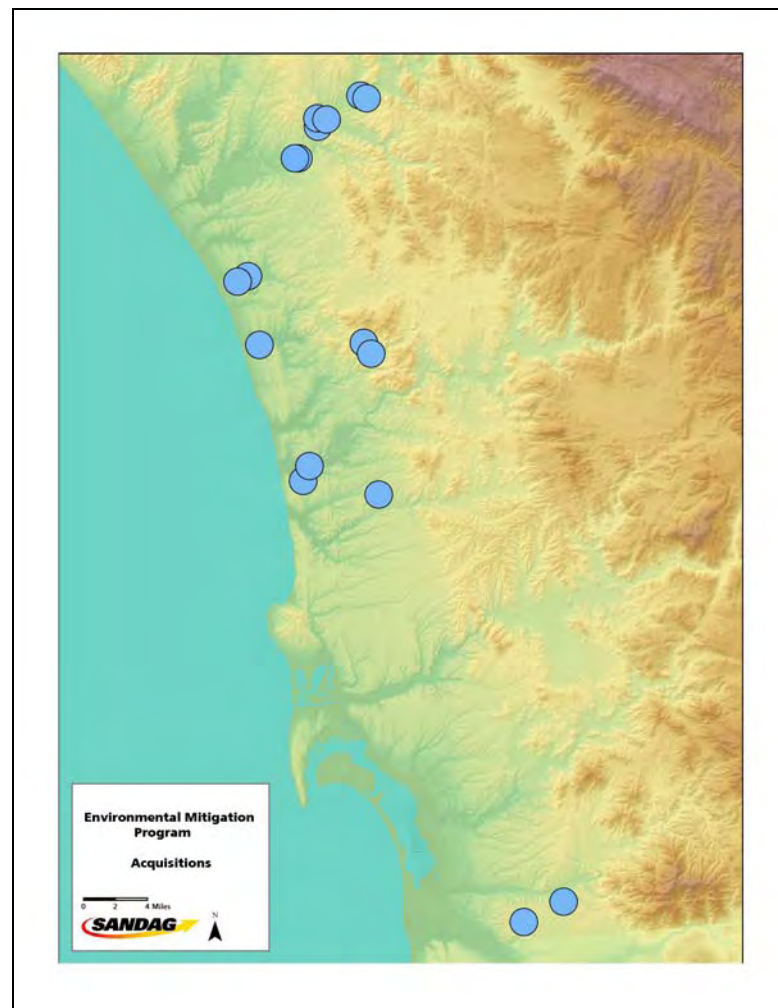 Environmental Mitigation
Program
Acquisitions
0 2 4 Miles
SANDAG
N